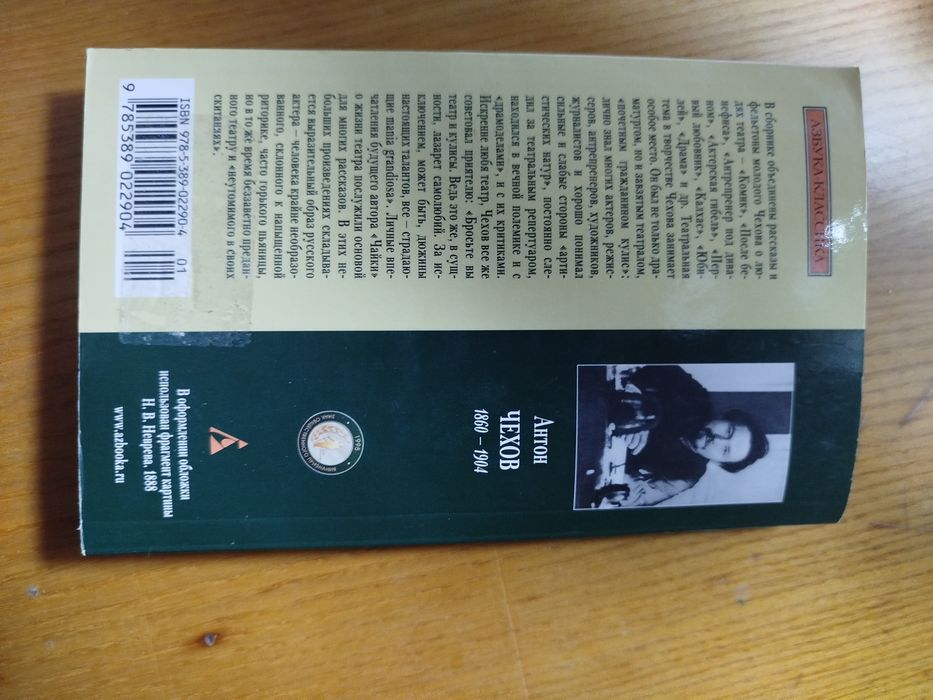 АЗБУКА КЛАССИКА
В сборнике объединены рассказы и
фельетоны молодого Чехова о лю-
дях театра – «Комик», «После бе-
нефиса», «Антрепренер под дива-
ном», «Актерская гибель», «Пер-
вый любовник», «Калхас», «Юби-
лей», «Драма» и др. Театральная
тема в творчестве Чехова занимает
особое место. Он был не только дра-
матургом, но и завзятым театралом,
«почетным гражданином кулис»;
лично знал многих актеров, режис-
серов, антрепренеров, художников,
журналистов и хорошо понимал
сильные и слабые стороны «арти-
стических натур», постоянно сле-
дил за театральным репертуаром,
находился в вечной полемике и с
«драмоделами», и с их критиками.
Искренне любя театр, Чехов все же
советовал приятелю: «Бросьте вы
театр и кулисы. Ведь это же, в сущ-
ности, лазарет самолюбий. За ис-
ключением, может быть, дюжины
настоящих талантов, все – страдаю-
щие mania grandiosa». Личные впе-
чатления будущего автора «Чайки»
о жизни театра послужили основой
для многих рассказов. В этих не-
больших произведениях складыва-
ется выразительный образ русского
актера – человека крайне необразо-
ванного, склонного к напыщенной
риторике, часто горького пьяницы,
но в то же время беззаветно предан-
ного театру и «неутомимого в своих
скитаниях».
ISBN 978-5-389-02290-4
01
9 785389 022904
Антон
ЧЕХОВ
1860 – 1904
1998
ЗНАК ОБЩЕСТВЕННОГО
В оформлении обложки
использован фрагмент картины
Н. В. Неврева, 1888
www.azbooka.ru